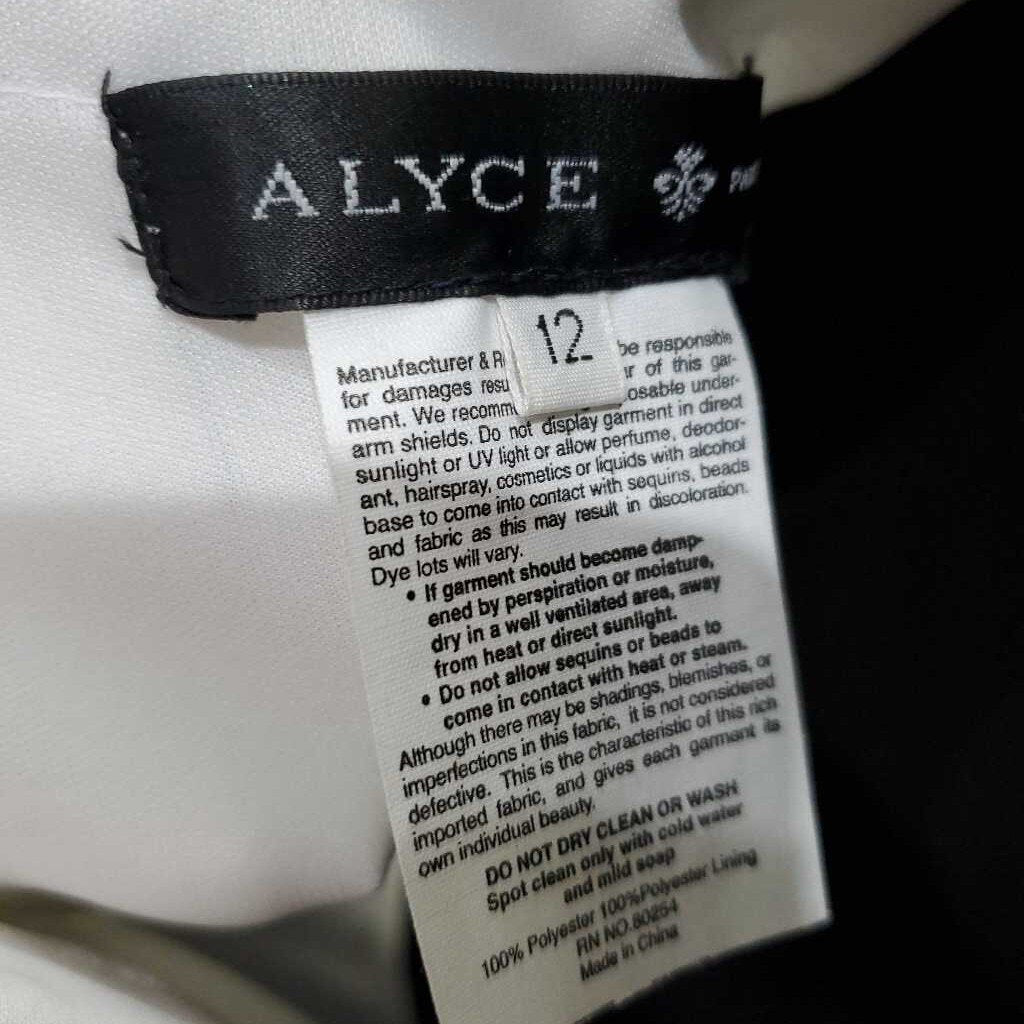 ALYCE
12
Manufacturer & be responsible
for damages of this gar-
ment. We under-
arm shields. Do not display garment in direct
sunlight or UV light or allow perfume, deodor-
ant, hairspray, cosmetics or liquids with alcohol
base to come into contact with sequins, beads
and fabric as this may result in discoloration.
Dye lots will vary.
• If garment should become damp-
ened by perspiration or moisture,
dry in a well ventilated area, away
from heat or direct sunlight.
• Do not allow sequins or beads to
come in contact with heat or steam.
Although there may be shadings, blemishes, or
imperfections in this fabric, it is not considered
defective. This is the characteristic of this rich
imported fabric, and gives each garment its
own individual beauty.
DO NOT DRY CLEAN OR WASH
Spot clean only with cold water
and mild soap
100% Polyester 100%Polyester Lining
RN NO.80254
Made in China